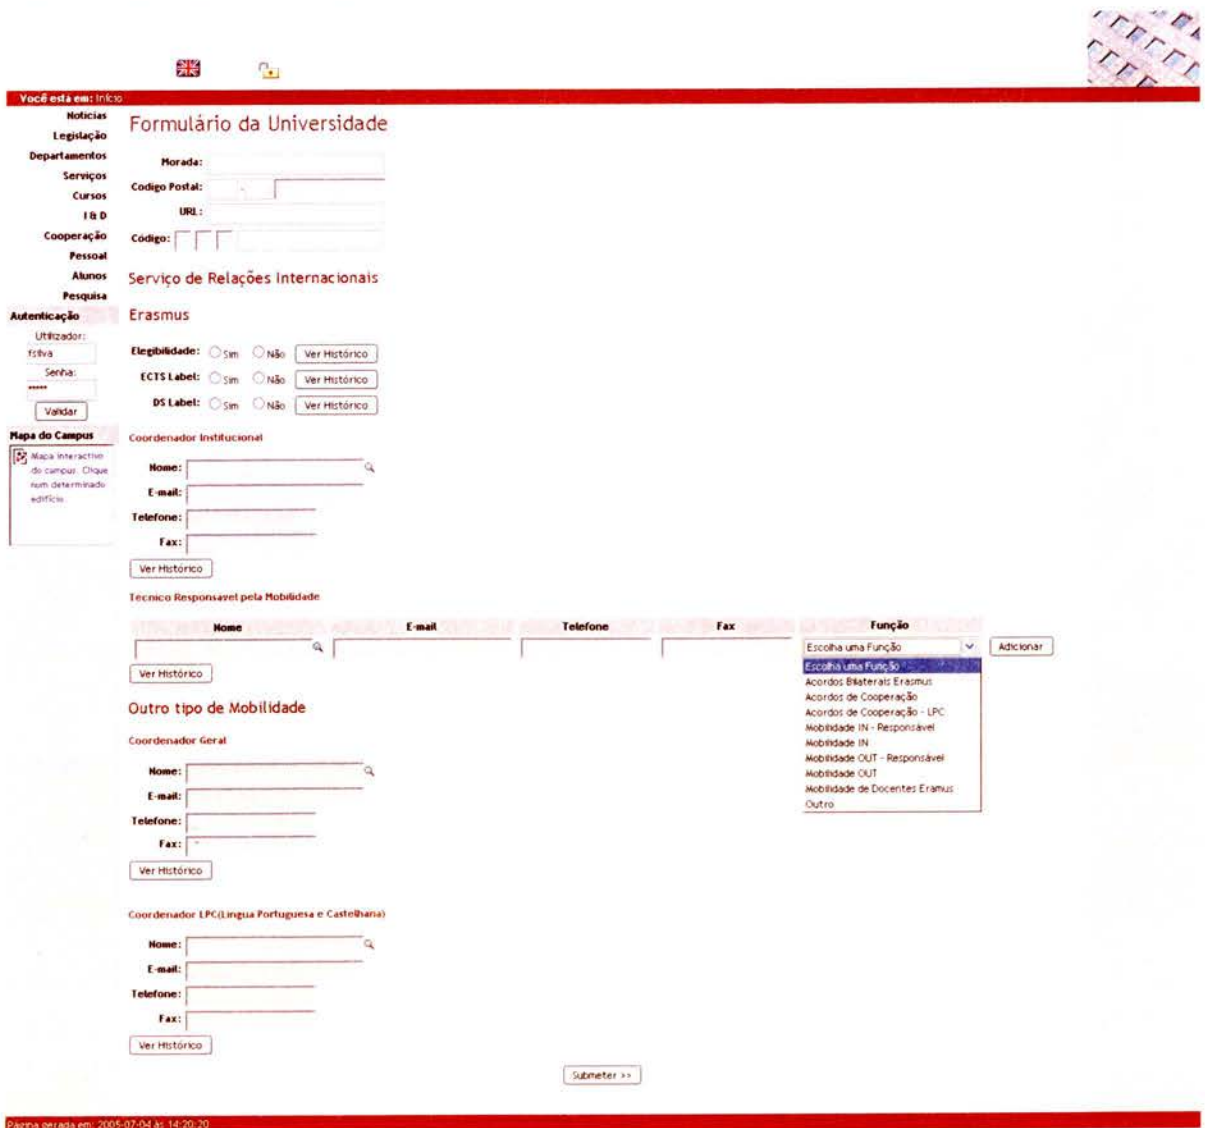 Você está em: Início
Notícias
Legislação
Departamentos
Serviços
Cursos
I & D
Cooperação
Pessoal
Alunos
Pesquisa
Autenticação
Utilizador:
fsilva
Senha:
*****
Validar
Mapa do Campus
Mapa interactivo
do campus. Clique
num determinado
edifício.
Formulário da Universidade
Morada:
Codigo Postal: -
URL:
Código:
Serviço de Relações Internacionais
Erasmus
Elegibilidade: Sim Não Ver Histórico
ECTS Label: Sim Não Ver Histórico
DS Label: Sim Não Ver Histórico
Coordenador Institucional
Nome:
E-mail:
Telefone:
Fax:
Ver Histórico
Técnico Responsável pela Mobilidade
Nome E-mail Telefone Fax Função
Escolha uma Função Adicionar
Ver Histórico
Escolha uma Função
Acordos Bilaterais Erasmus
Acordos de Cooperação
Acordos de Cooperação - LPC
Mobilidade IN - Responsável
Mobilidade IN
Mobilidade OUT - Responsável
Mobilidade OUT
Mobilidade de Docentes Eramus
Outro
Outro tipo de Mobilidade
Coordenador Geral
Nome:
E-mail:
Telefone:
Fax:
Ver Histórico
Coordenador LPC(Lingua Portuguesa e Castelhana)
Nome:
E-mail:
Telefone:
Fax:
Ver Histórico
Submeter >>
Página gerada em: 2005-07-04 às 14:20:20